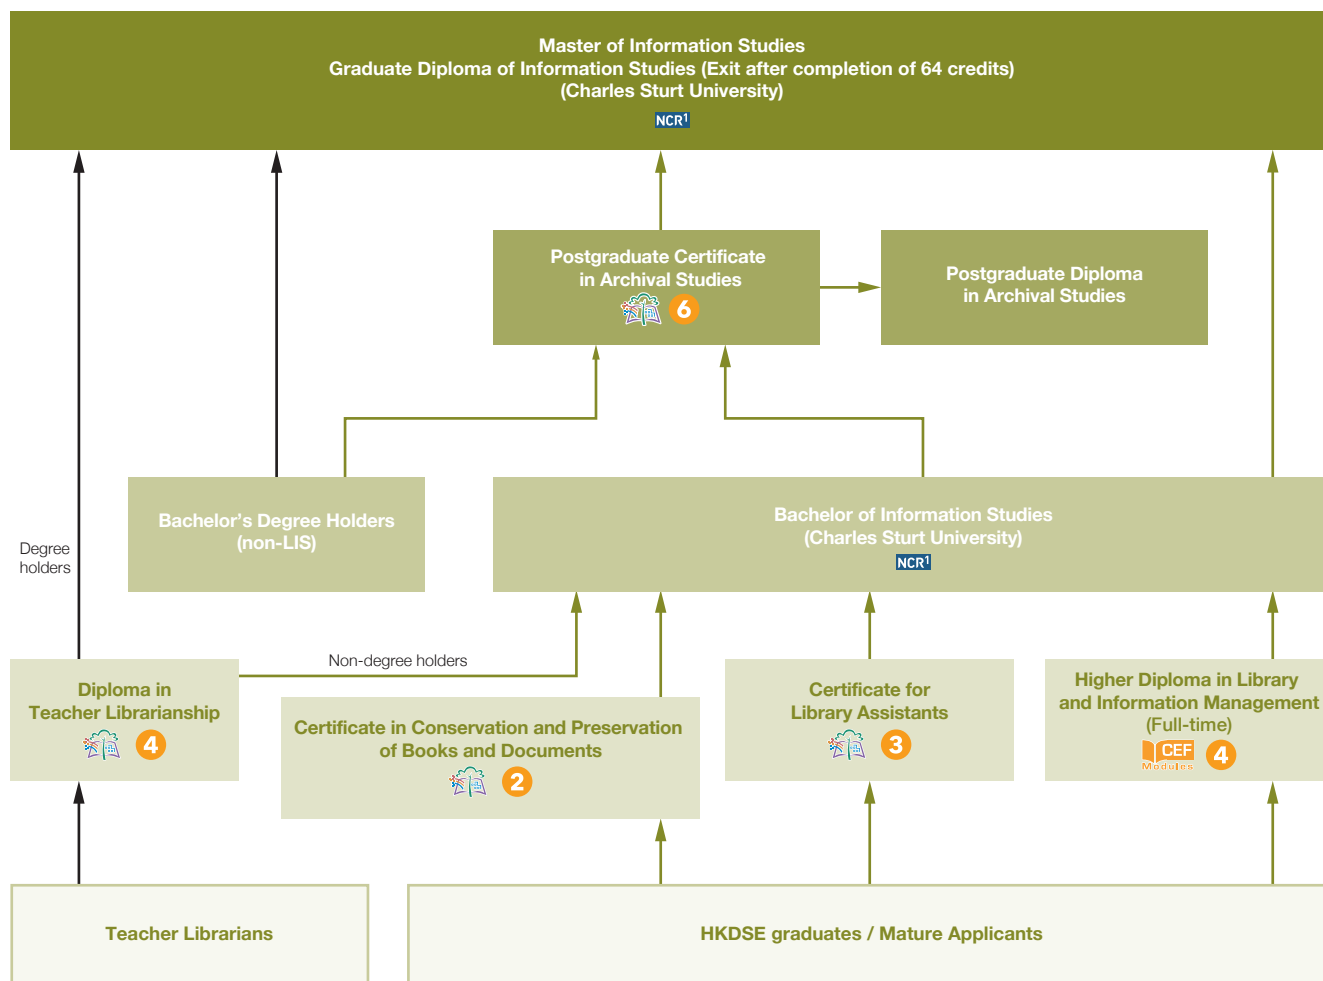 Master of Information Studies
Graduate Diploma of Information Studies (Exit after completion of 64 credits)
(Charles Sturt University)
NCR1
Postgraduate Certificate
in Archival Studies
6
Postgraduate Diploma
in Archival Studies
Bachelor's Degree Holders
(non-LIS)
Bachelor of Information Studies
(Charles Sturt University)
NCR1
Degree
holders
Non-degree holders
Diploma in
Teacher Librarianship
4
Certificate in Conservation and Preservation
of Books and Documents
2
Certificate for
Library Assistants
3
Higher Diploma in Library
and Information Management
(Full-time)
CEF
Modules
4
Teacher Librarians
HKDSE graduates / Mature Applicants